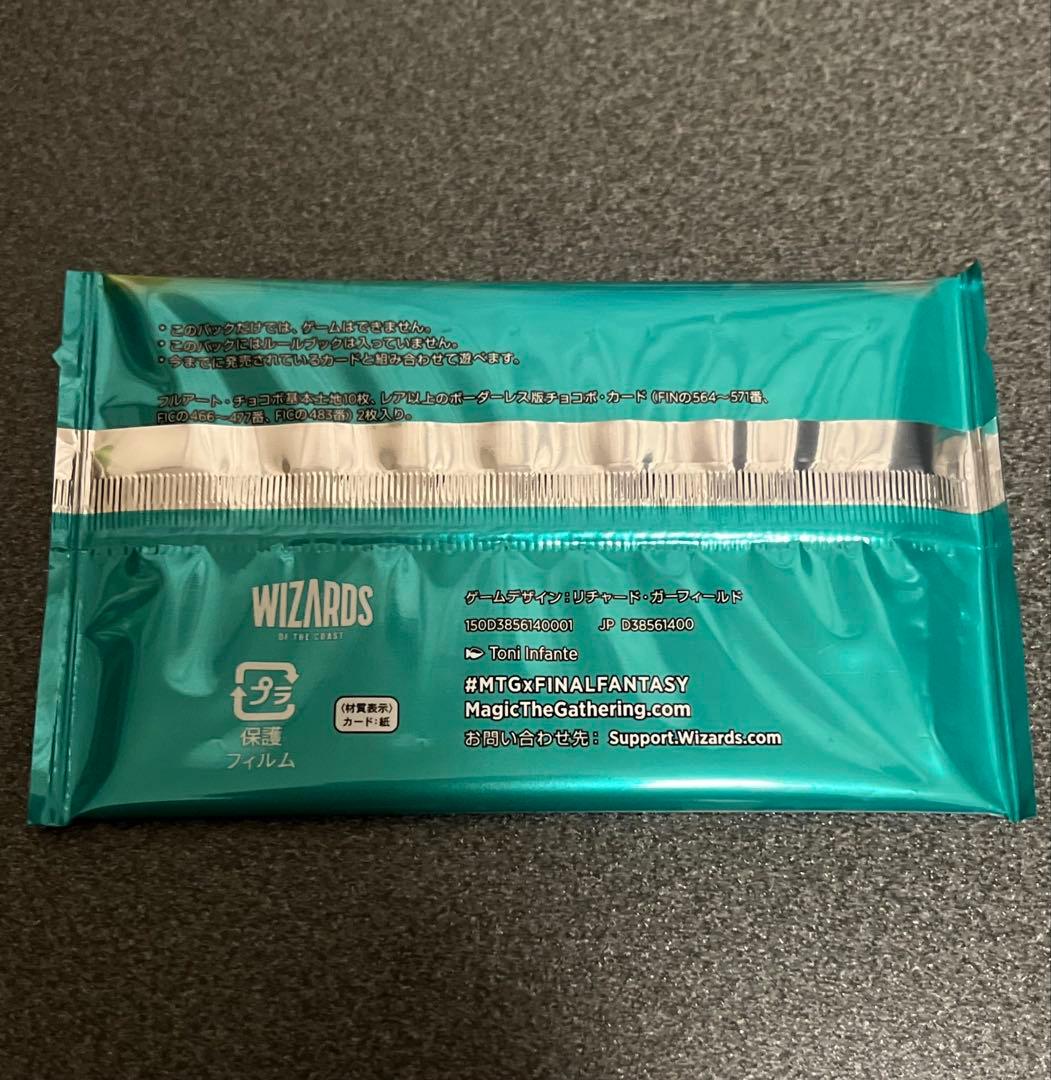 * このパックだけでは、ゲームはできません。
* このパックにはルールブックは入っていません。
* 今までに発売されているカードと組み合わせて遊べます。
フルアート・チョコボ基本土地10枚、レア以上のボーダーレス版チョコボ・カード（FINの564～571番、
FICの466～477番、FICの483番）2枚入り。
WIZARDS
OF THE COAST
ゲームデザイン：リチャード・ガーフィールド
150D3856140001 JP D38561400
Toni Infante
#MTGxFINALFANTASY
MagicTheGathering.com
お問い合わせ先： Support.Wizards.com
プラ
保護
フィルム
〈材質表示〉
カード：紙